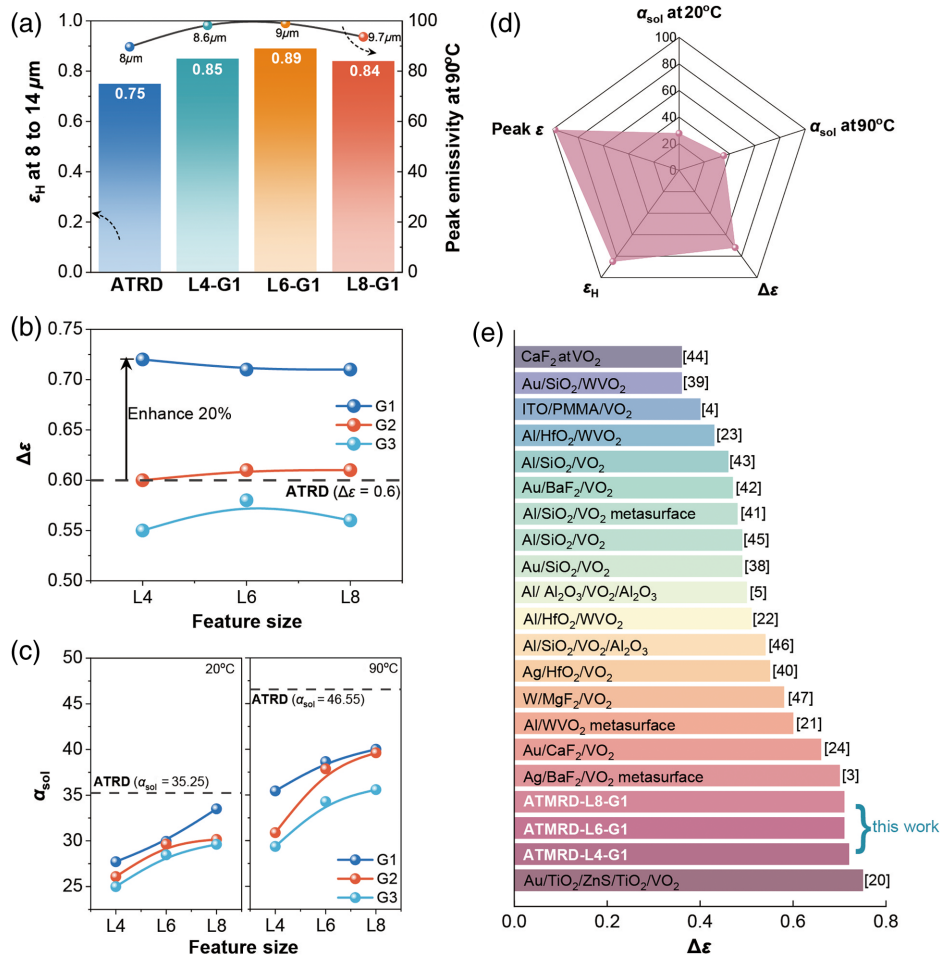 (a)
1.0
0.8
0.6
0.4
0.2
0.0
εH at 8 to 14 μm
8μm
8.6μm
9μm
9.7μm
0.75
0.85
0.89
0.84
ATRD
L4-G1
L6-G1
L8-G1
100
80
60
40
20
0
Peak emissivity at 90ºC
(d)
αsol at 20ºC
100
80
60
40
20
0
Peak ε
αsol at 90ºC
εH
Δε
(b)
0.75
0.70
0.65
0.60
0.55
0.50
Δε
Enhance 20%
G1
G2
G3
ATRD (Δε = 0.6)
L4
L6
L8
Feature size
(c)
50
45
40
35
30
25
αsol
20ºC
ATRD (αsol = 35.25)
90ºC
ATRD (αsol = 46.55)
G1
G2
G3
L4
L6
L8
L4
L6
L8
Feature size
Feature size
(e)
CaF2 at VO2 [44]
Au/SiO2/WVO2 [39]
ITO/PMMA/VO2 [4]
Al/HfO2/WVO2 [23]
Al/SiO2/VO2 [43]
Au/BaF2/VO2 [42]
Al/SiO2/VO2 metasurface [41]
Al/SiO2/VO2 [45]
Au/SiO2/VO2 [38]
Al/ Al2O3/VO2/Al2O3 [5]
Al/HfO2/WVO2 [22]
Al/SiO2/VO2/Al2O3 [46]
Ag/HfO2/VO2 [40]
W/MgF2/VO2 [47]
Al/WVO2 metasurface [21]
Au/CaF2/VO2 [24]
Ag/BaF2/VO2 metasurface [3]
ATMRD-L8-G1
ATMRD-L6-G1
ATMRD-L4-G1
this work
Au/TiO2/ZnS/TiO2/VO2 [20]
0.0
0.2
0.4
0.6
0.8
Δε